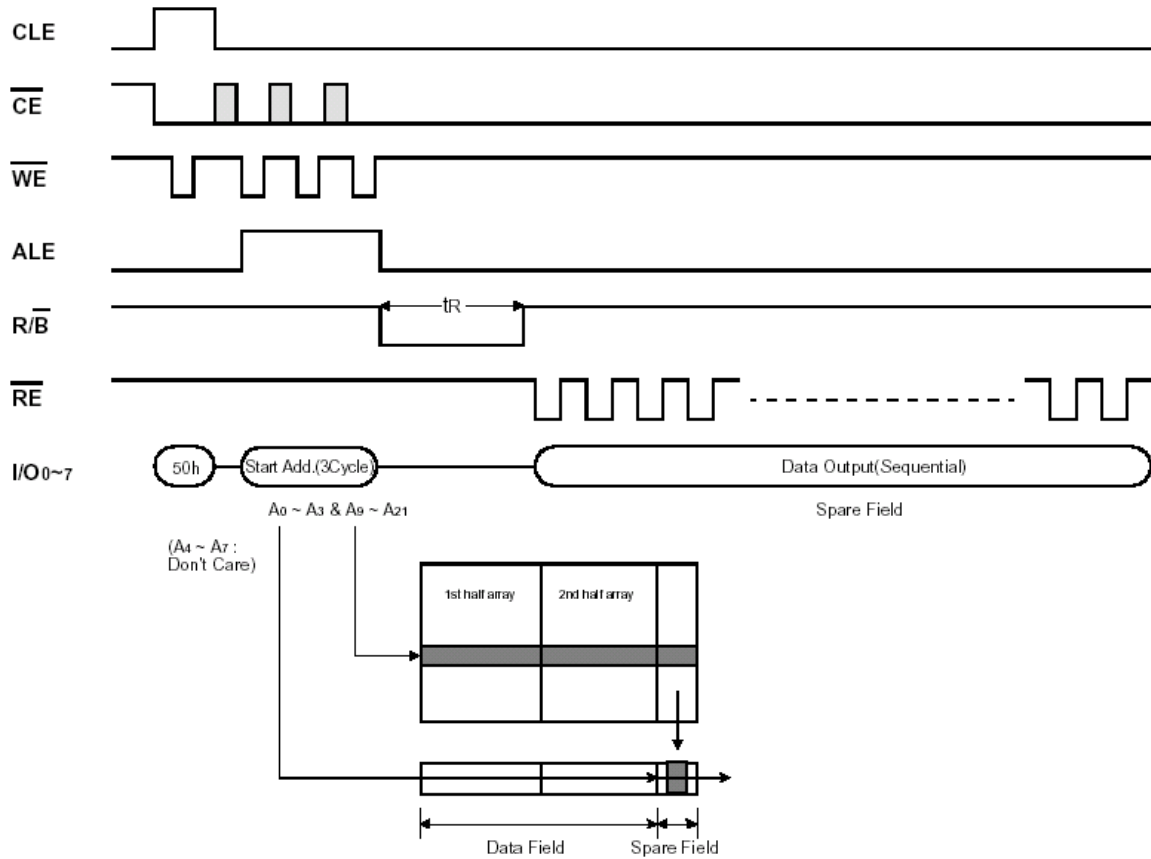 CLE
CE
WE
ALE
R/B
tR
RE
I/O0~7
50h
Start Add.(3Cycle)
Data Output(Sequential)
A0 ~ A3 & A9 ~ A21
Spare Field
(A4 ~ A7 :
Don't Care)
1st half array
2nd half array
Data Field
Spare Field